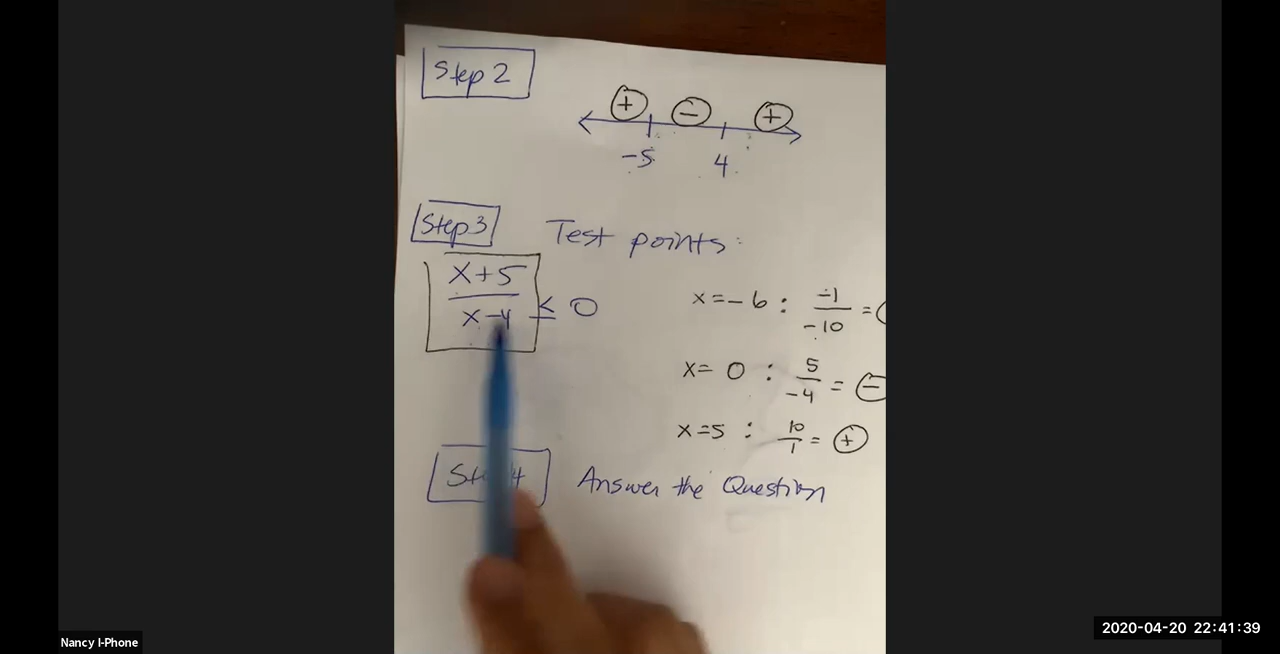 Step 2
+ - +
-5 4
Step 3 Test points:
x+5
x-4
≤ 0
x=-6 : -1/-10 =
x= 0 : 5/-4 = -
x=5 : 10/1 = +
Answer the Question
Nancy I-Phone
2020-04-20 22:41:39